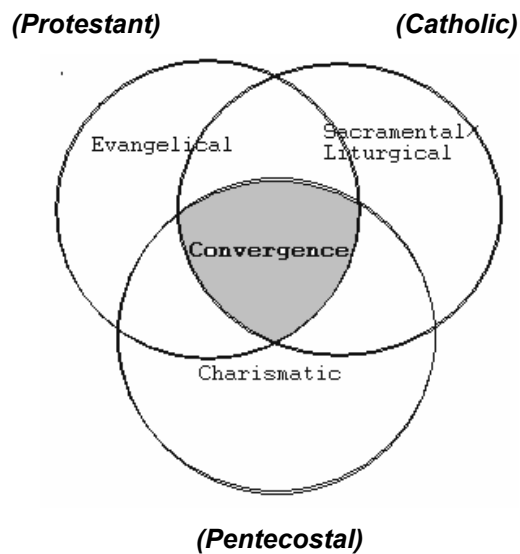 (Protestant) (Catholic)
Evangelical
Sacramental/
Liturgical
Convergence
Charismatic
(Pentecostal)